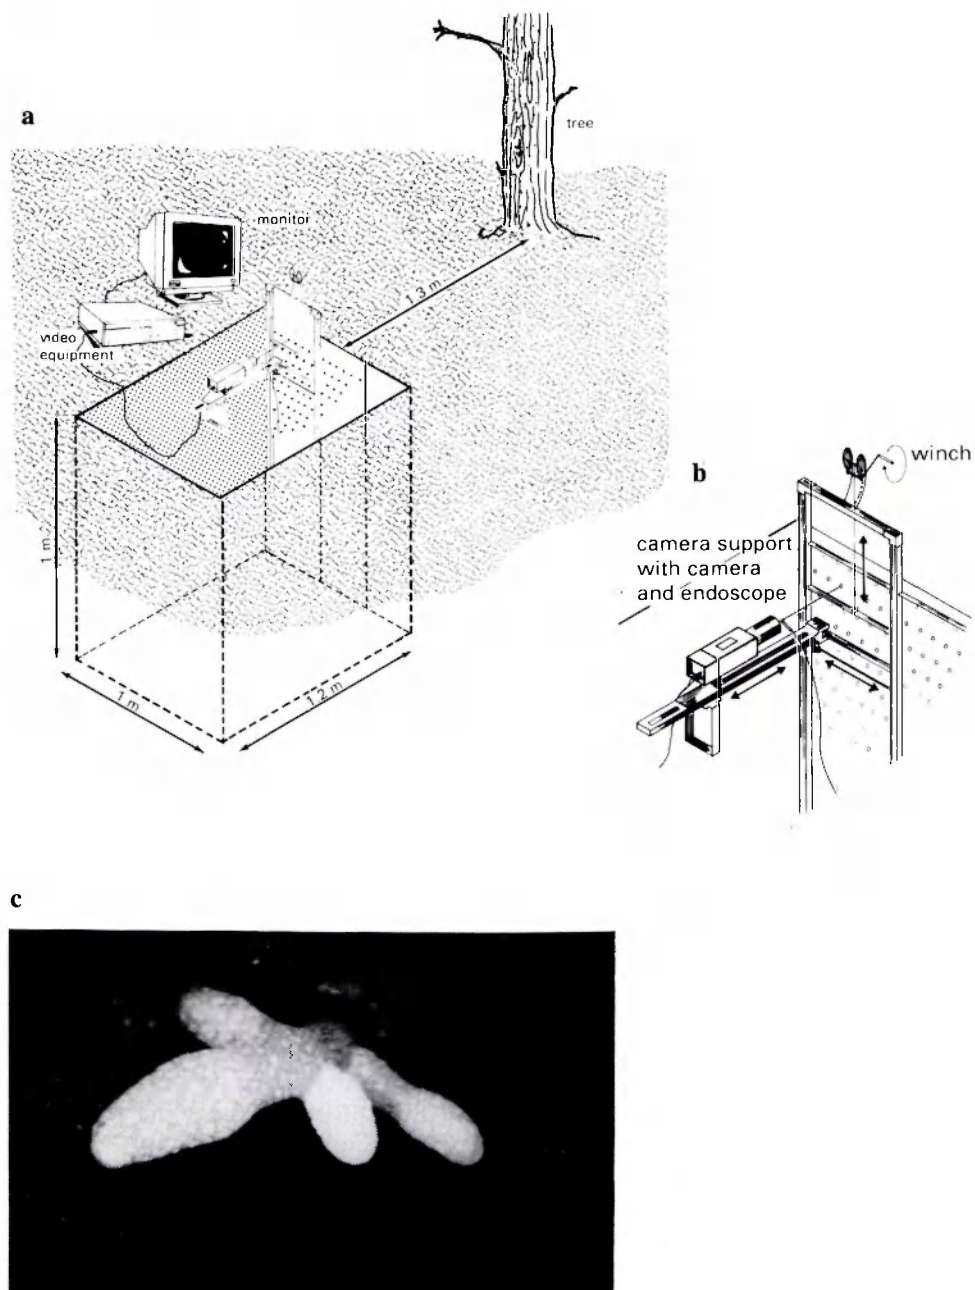 a
tree
monitor
1.3 m
video
equipment
1 m
1 m
1.2 m
b
winch
camera support
with camera
and endoscope
c